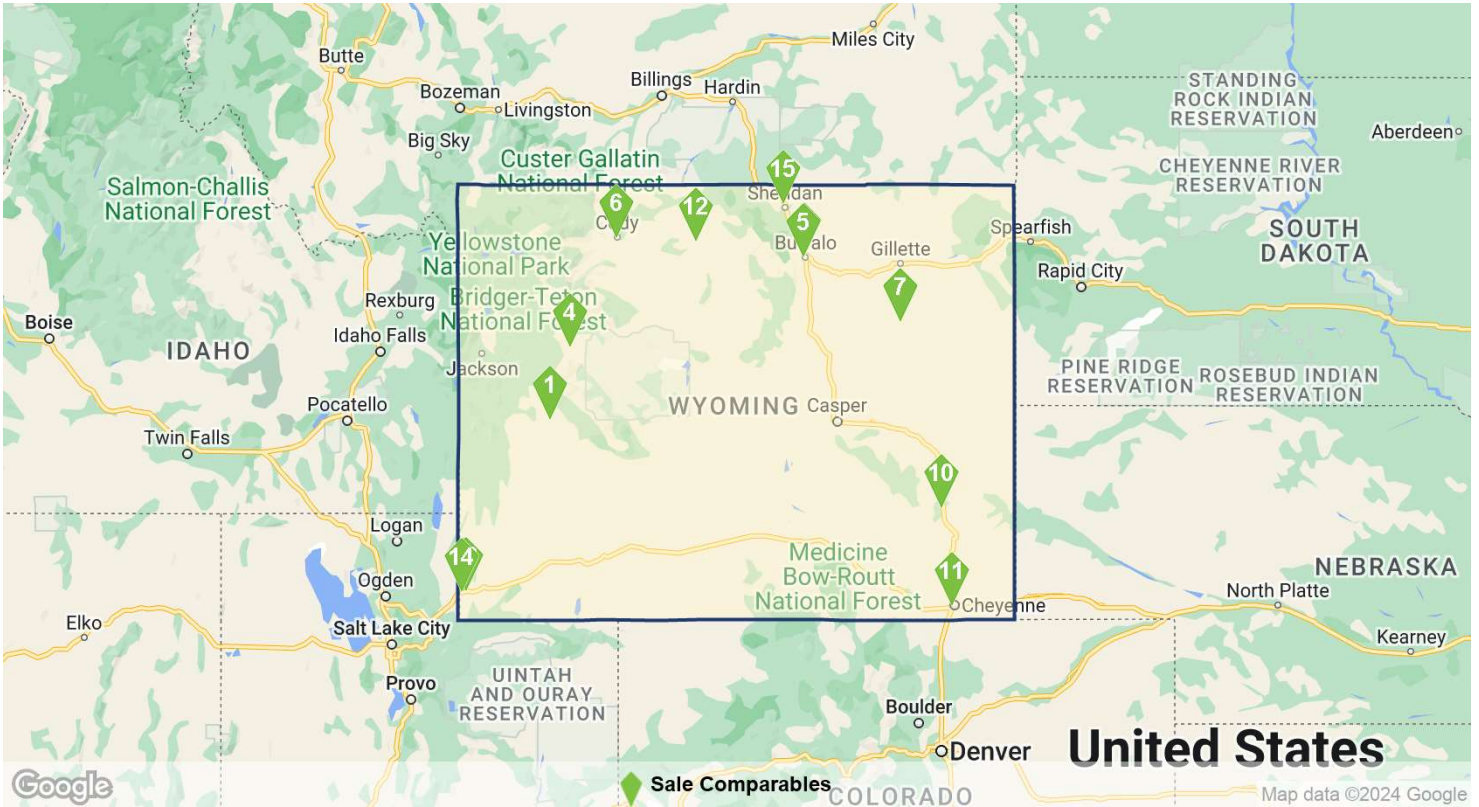 Miles City
Butte
Billings
Hardin
STANDING
ROCK INDIAN
RESERVATION
Bozeman
Livingston
Aberdeen
Big Sky
Custer Gallatin
National Forest
CHEYENNE RIVER
RESERVATION
Salmon-Challis
National Forest
15
Sheridan
6
12
5
Cody
Spearfish
SOUTH
DAKOTA
Yellowstone
National Park
Buffalo
Gillette
Rapid City
7
Rexburg
Bridger-Teton
National Forest
4
Boise
Idaho Falls
IDAHO
Jackson
PINE RIDGE
RESERVATION
ROSEBUD INDIAN
RESERVATION
1
Pocatello
WYOMING
Casper
Twin Falls
10
Logan
14
Medicine
Bow-Routt
National Forest
11
NEBRASKA
Ogden
North Platte
Cheyenne
Elko
Salt Lake City
Kearney
Provo
UINTAH
AND OURAY
RESERVATION
Boulder
Denver
United States
Google
Sale Comparables
COLORADO
Map data ©2024 Google